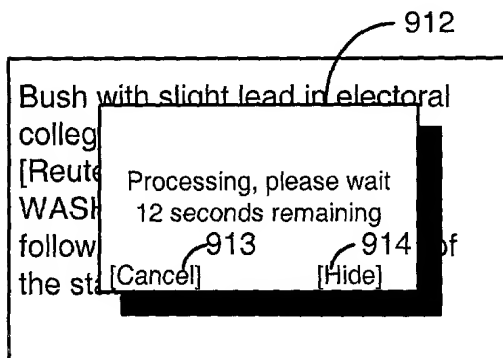 912
Bush with slight lead in electoral
colleg
[Reute
Processing, please wait
WASH
12 seconds remaining
follow 913 914 of
the sta [Cancel] [Hide]